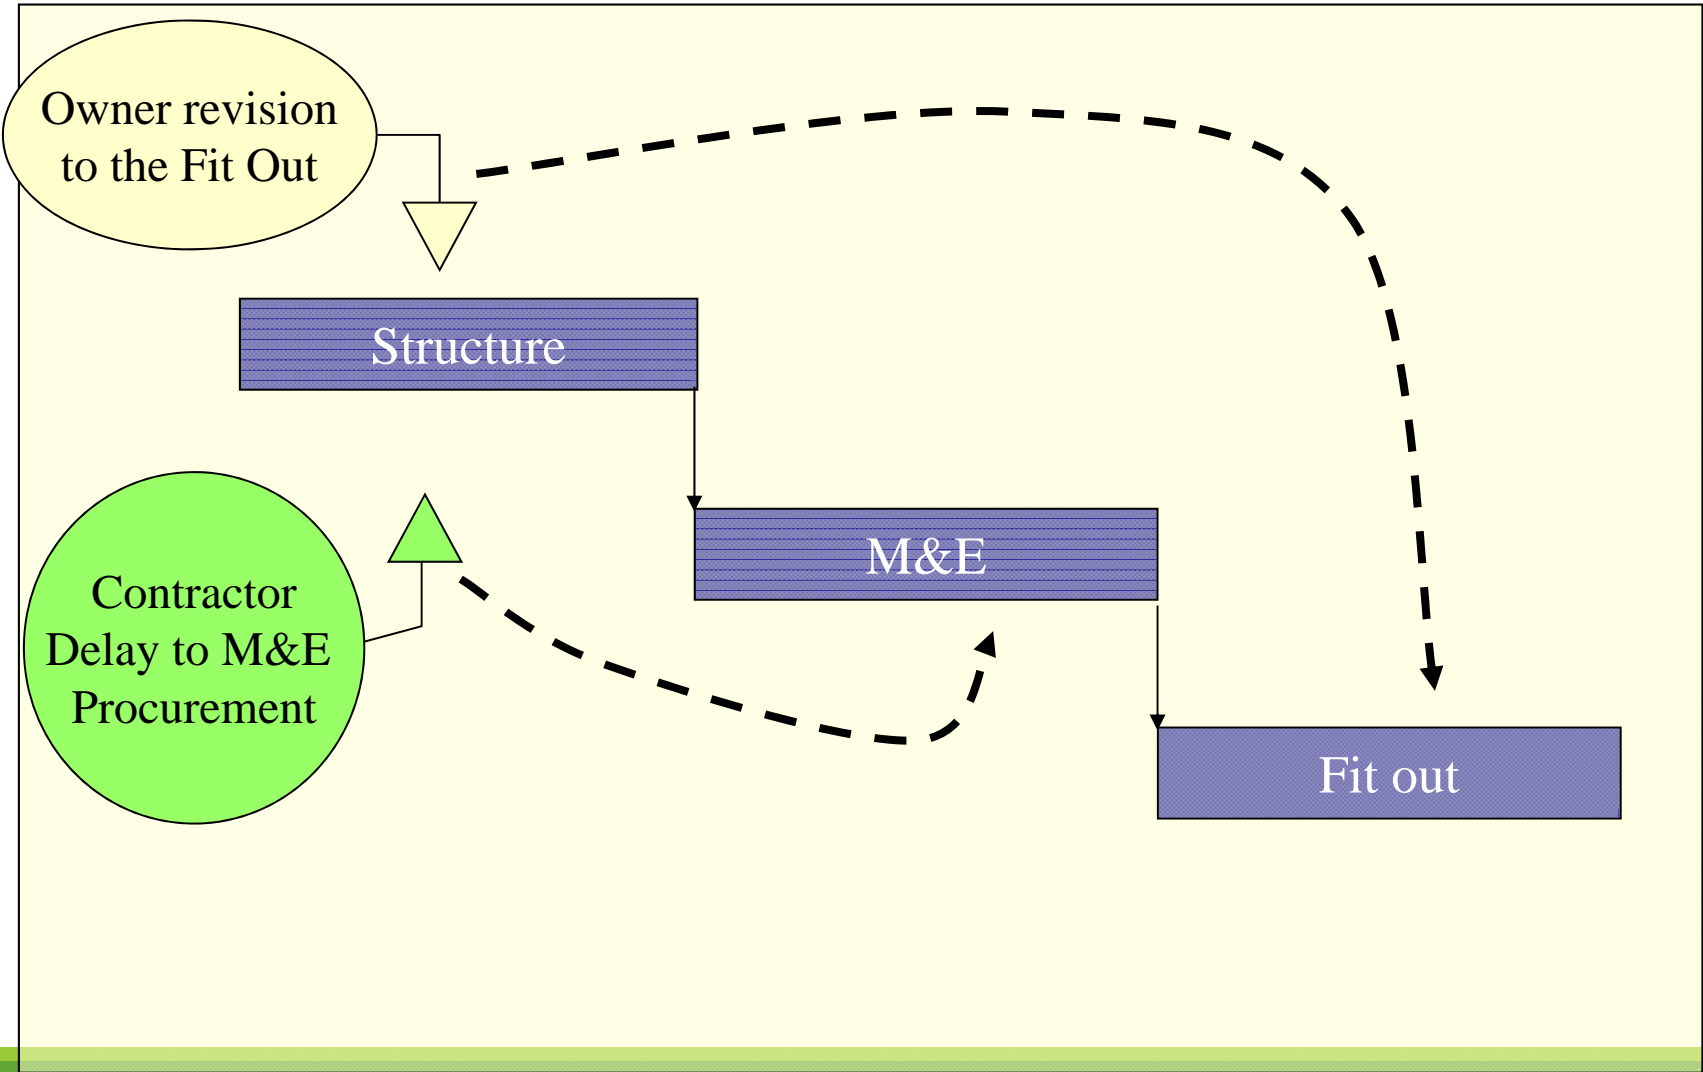 Owner revision
to the Fit Out
Structure
M&E
Contractor
Delay to M&E
Procurement
Fit out